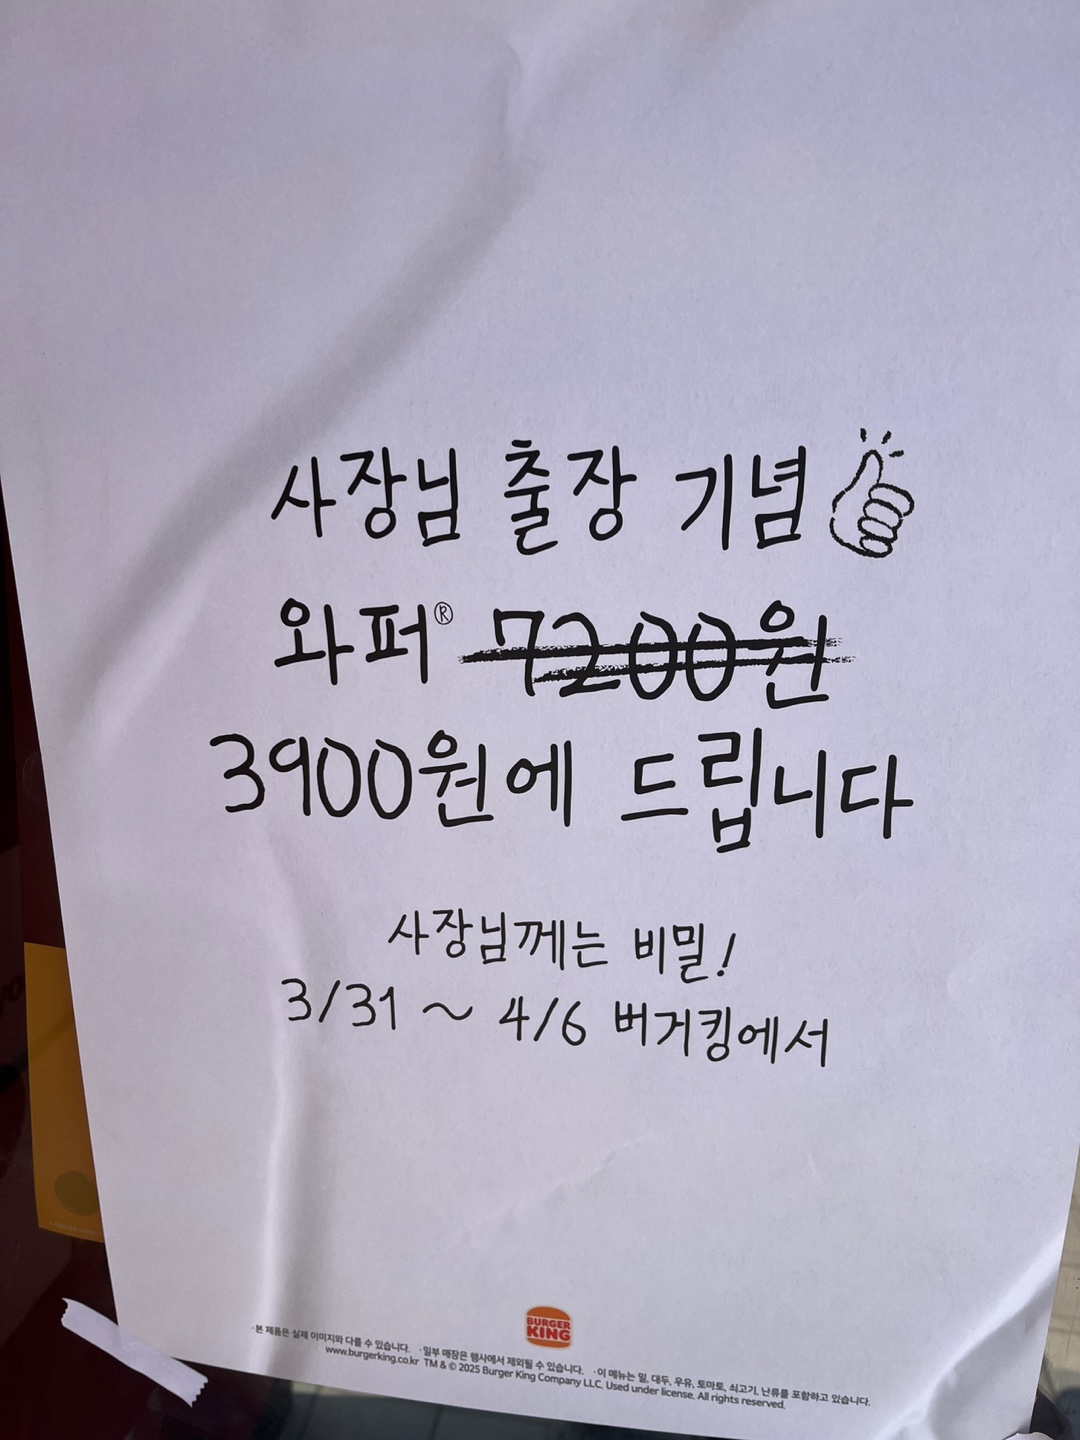 사장님 출장 기념
와퍼® 7200원
3900원에 드립니다
사장님께는 비밀!
3/31 ~ 4/6 버거킹에서
BURGER
KING
·본 제품은 실제 이미지와 다를 수 있습니다. ·일부 매장은 행사에서 제외될 수 있습니다. ·이 메뉴는 밀, 대두, 우유, 토마토, 쇠고기, 난류를 포함하고 있습니다.
www.burgerking.co.kr TM & © 2025 Burger King Company LLC. Used under license. All rights reserved.